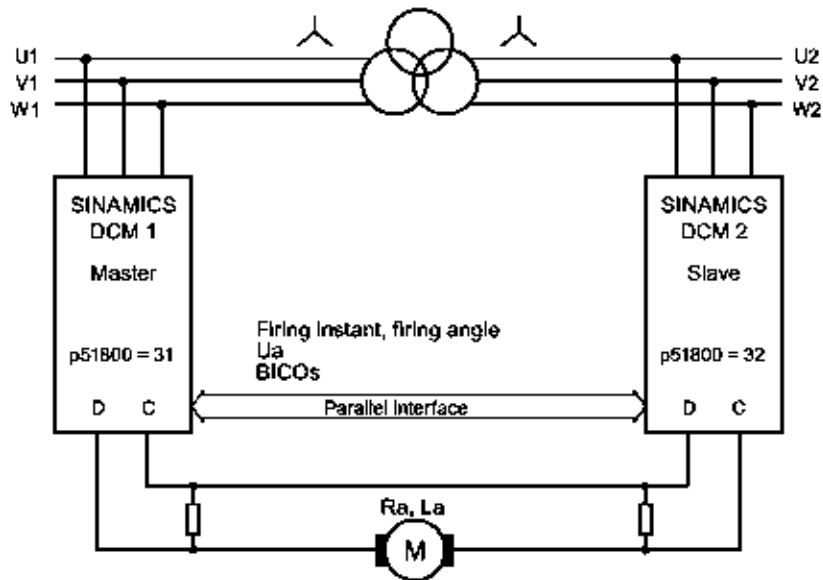 U1
V1
W1
U2
V2
W2
SINAMICS
DCM 1
Master
p51800 = 31
D C
SINAMICS
DCM 2
Slave
p51800 = 32
D C
Firing instant, firing angle
Ua
BICOs
Parallel Interface
Ra, La
M